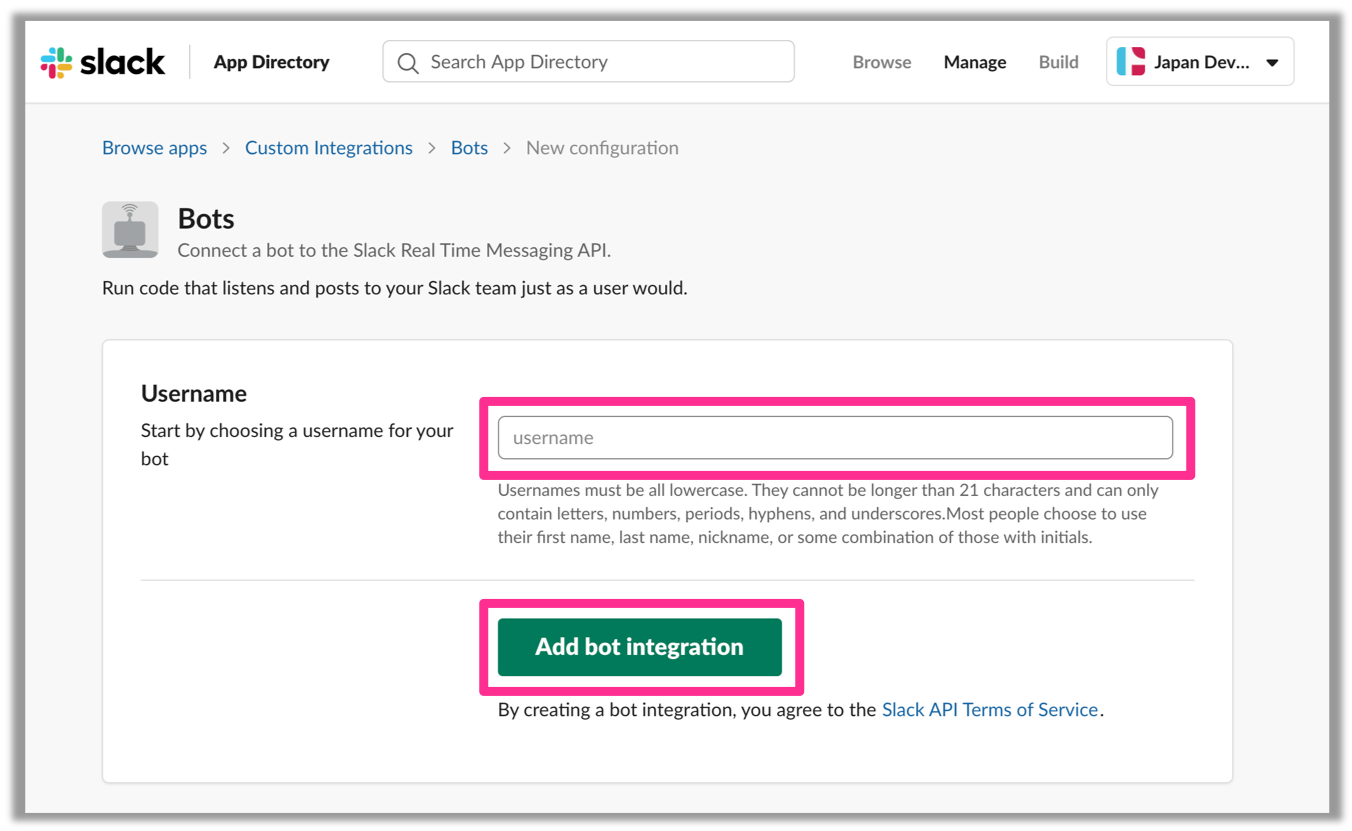 slack
App Directory
Search App Directory
Browse
Manage
Build
Japan Dev...
Browse apps > Custom Integrations > Bots > New configuration
Bots
Connect a bot to the Slack Real Time Messaging API.
Run code that listens and posts to your Slack team just as a user would.
Username
Start by choosing a username for your
bot
username
Usernames must be all lowercase. They cannot be longer than 21 characters and can only
contain letters, numbers, periods, hyphens, and underscores.Most people choose to use
their first name, last name, nickname, or some combination of those with initials.
Add bot integration
By creating a bot integration, you agree to the Slack API Terms of Service.